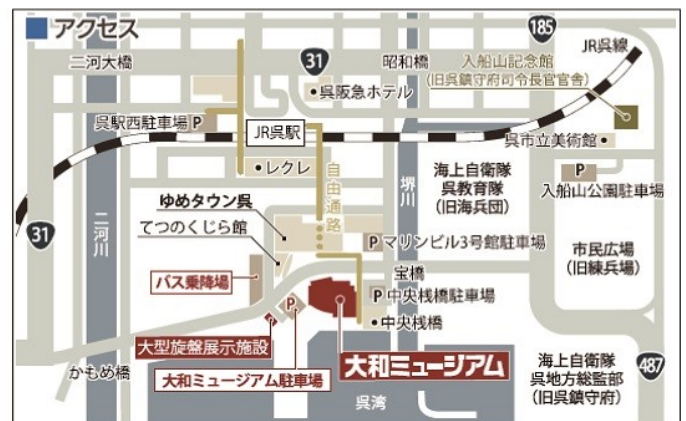 アクセス
185
JR呉線
二河大橋
31
昭和橋
入船山記念館
(旧呉鎮守府司令長官官舎)
呉阪急ホテル
呉駅西駐車場 P
JR呉駅
呉市立美術館
レクレ
自由通路
堺川
海上自衛隊
呉教育隊
(旧海兵団)
P
入船山公園駐車場
31
二河川
ゆめタウン呉
てつのくじら館
P マリンビル3号館駐車場
市民広場
(旧練兵場)
宝橋
バス乗降場
P
P 中央桟橋駐車場
中央桟橋
大型旋盤展示施設
大和ミュージアム
かもめ橋
大和ミュージアム駐車場
海上自衛隊
呉地方総監部
(旧呉鎮守府)
487
呉湾